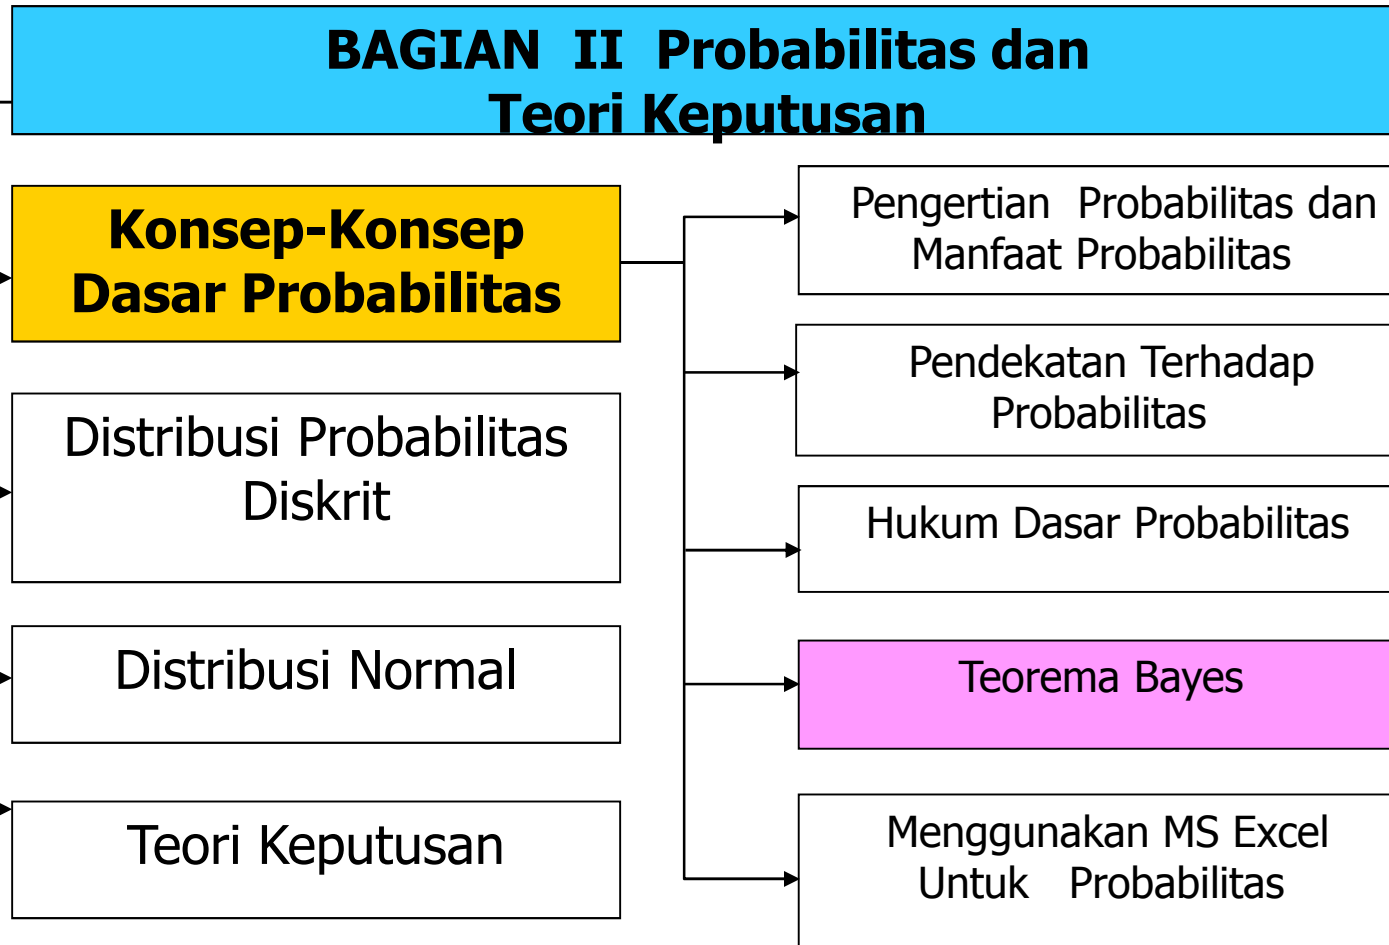 BAGIAN II Probabilitas dan
Teori Keputusan
Konsep-Konsep
Dasar Probabilitas
Distribusi Probabilitas
Diskrit
Distribusi Normal
Teori Keputusan
Pengertian Probabilitas dan
Manfaat Probabilitas
Pendekatan Terhadap
Probabilitas
Hukum Dasar Probabilitas
Teorema Bayes
Menggunakan MS Excel
Untuk Probabilitas